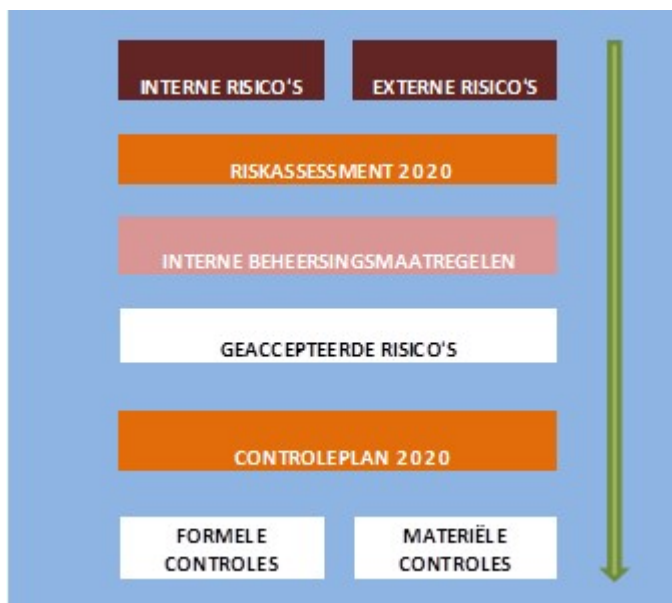 INTERNE RISICO'S
EXTERNE RISICO'S
RISKASSESSMENT 2020
INTERNE BEHEERSINGSMAATREGELEN
GEACCEPTEERDE RISICO'S
CONTROLEPLAN 2020
FORMELE
CONTROLES
MATERIËLE
CONTROLES